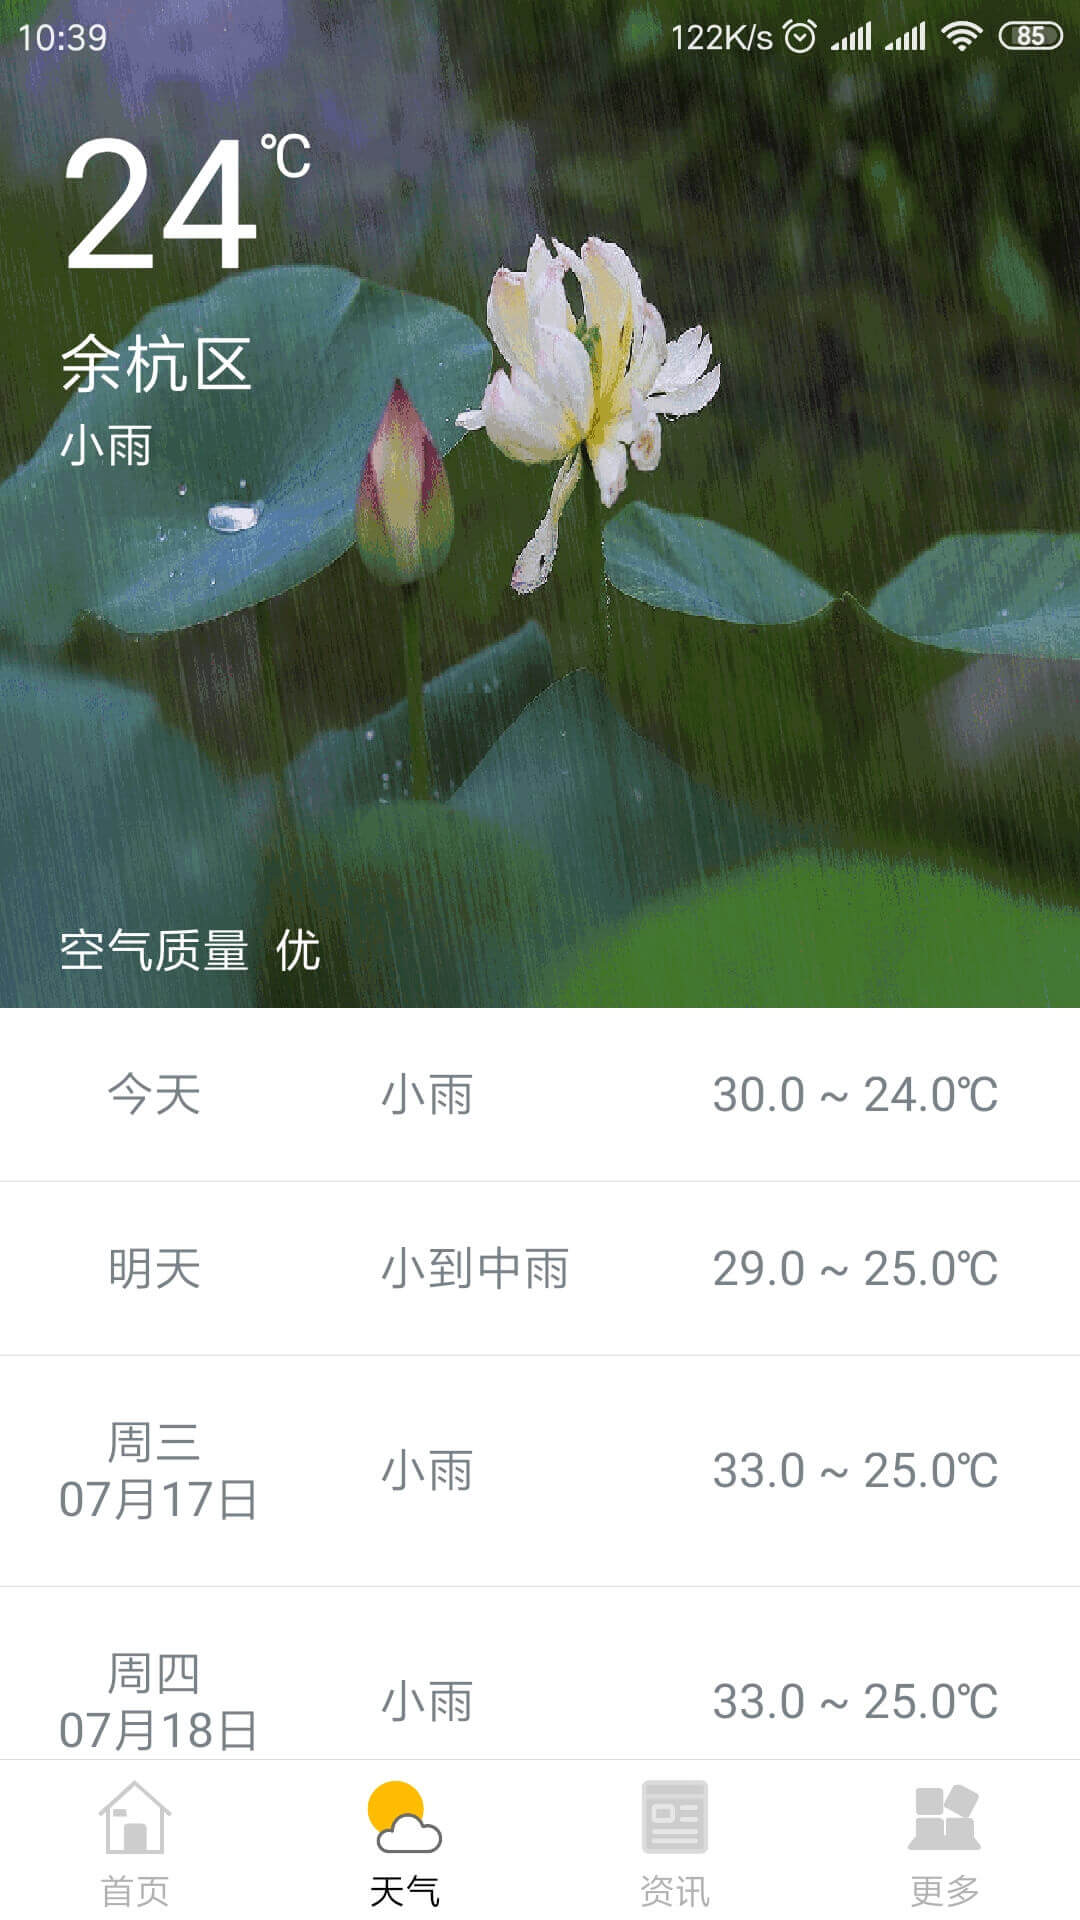 10:39 122K/s 85
24℃
余杭区
小雨
空气质量 优
今天 小雨 30.0 ~ 24.0℃
明天 小到中雨 29.0 ~ 25.0℃
周三
07月17日 小雨 33.0 ~ 25.0℃
周四
07月18日 小雨 33.0 ~ 25.0℃
首页 天气 资讯 更多